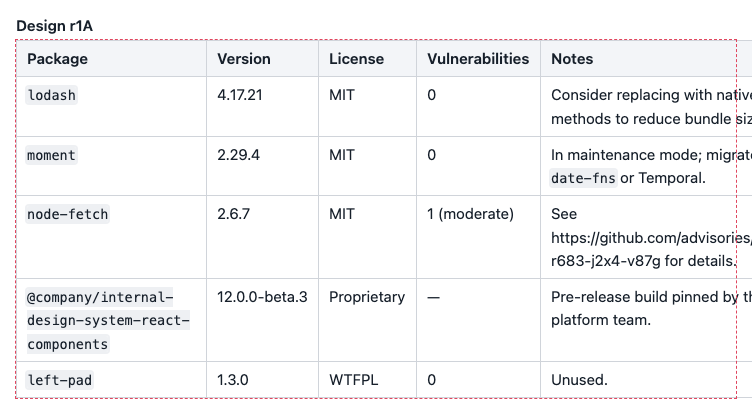 Design r1A
Package Version License Vulnerabilities Notes
lodash 4.17.21 MIT 0 Consider replacing with
methods to reduce bundle
moment 2.29.4 MIT 0 In maintenance mode;
date-fns or Temporal.
node-fetch 2.6.7 MIT 1 (moderate) See
https://github.com/advisories/
r683-j2x4-v87g for details.
@company/internal- 12.0.0-beta.3 Proprietary — Pre-release build pinned by
design-system-react- platform team.
components
left-pad 1.3.0 WTFPL 0 Unused.